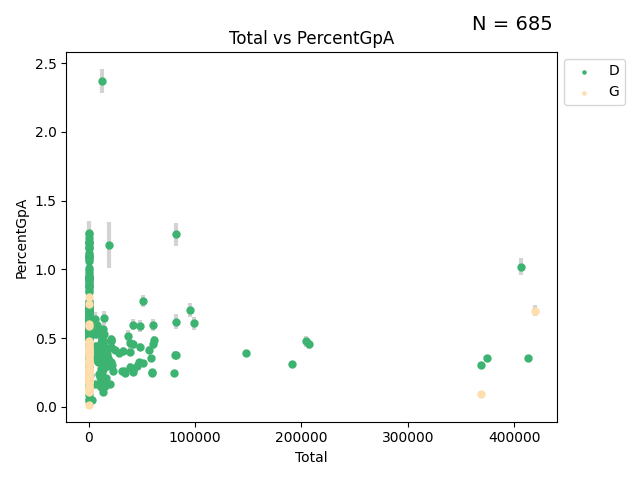 N = 685
Total vs PercentGpA
D
G
PercentGpA
2.5
2.0
1.5
1.0
0.5
0.0
0 100000 200000 300000 400000
Total